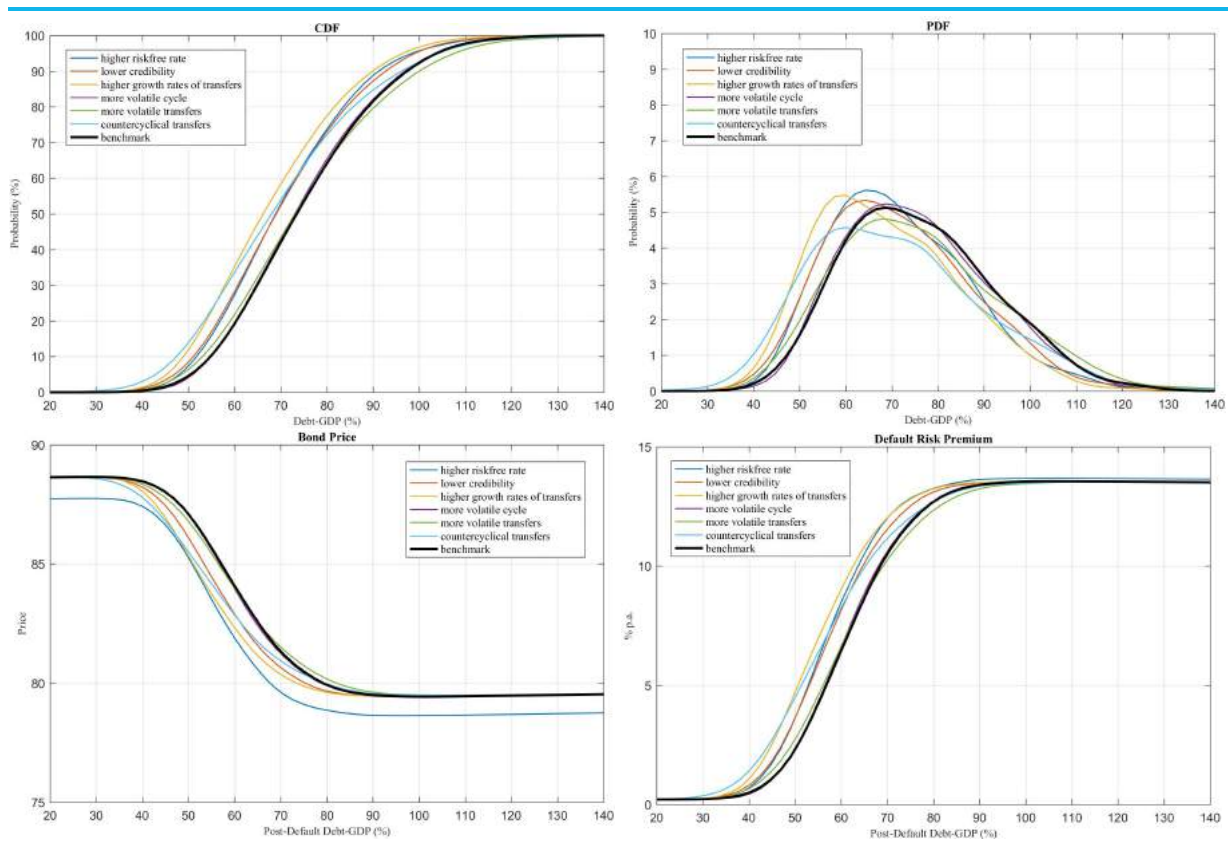 CDF
100
90
80
70
60
50
40
30
20
10
0
Probability (%)
higher riskfree rate
lower credibility
higher growth rates of transfers
more volatile cycle
more volatile transfers
countercyclical transfers
benchmark
20 30 40 50 60 70 80 90 100 110 120 130 140
Debt-GDP (%)
PDF
10
9
8
7
6
5
4
3
2
1
0
Probability (%)
higher riskfree rate
lower credibility
higher growth rates of transfers
more volatile cycle
more volatile transfers
countercyclical transfers
benchmark
20 30 40 50 60 70 80 90 100 110 120 130 140
Debt-GDP (%)
Bond Price
90
85
80
75
Price
higher riskfree rate
lower credibility
higher growth rates of transfers
more volatile cycle
more volatile transfers
countercyclical transfers
benchmark
20 30 40 50 60 70 80 90 100 110 120 130 140
Post-Default Debt-GDP (%)
Default Risk Premium
15
10
5
0
% p.a.
higher riskfree rate
lower credibility
higher growth rates of transfers
more volatile cycle
more volatile transfers
countercyclical transfers
benchmark
20 30 40 50 60 70 80 90 100 110 120 130 140
Post-Default Debt-GDP (%)